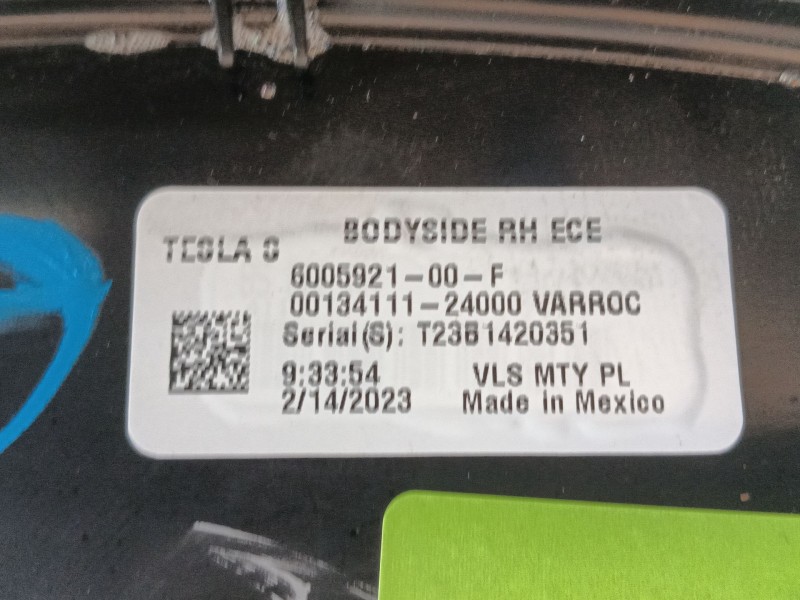 BODYSIDE RH ECE
TESLA S
6005921-00-F
00134111-24000 VARROC
Serial(S): T23B1420351
9:33:54 VLS MTY PL
2/14/2023 Made in Mexico